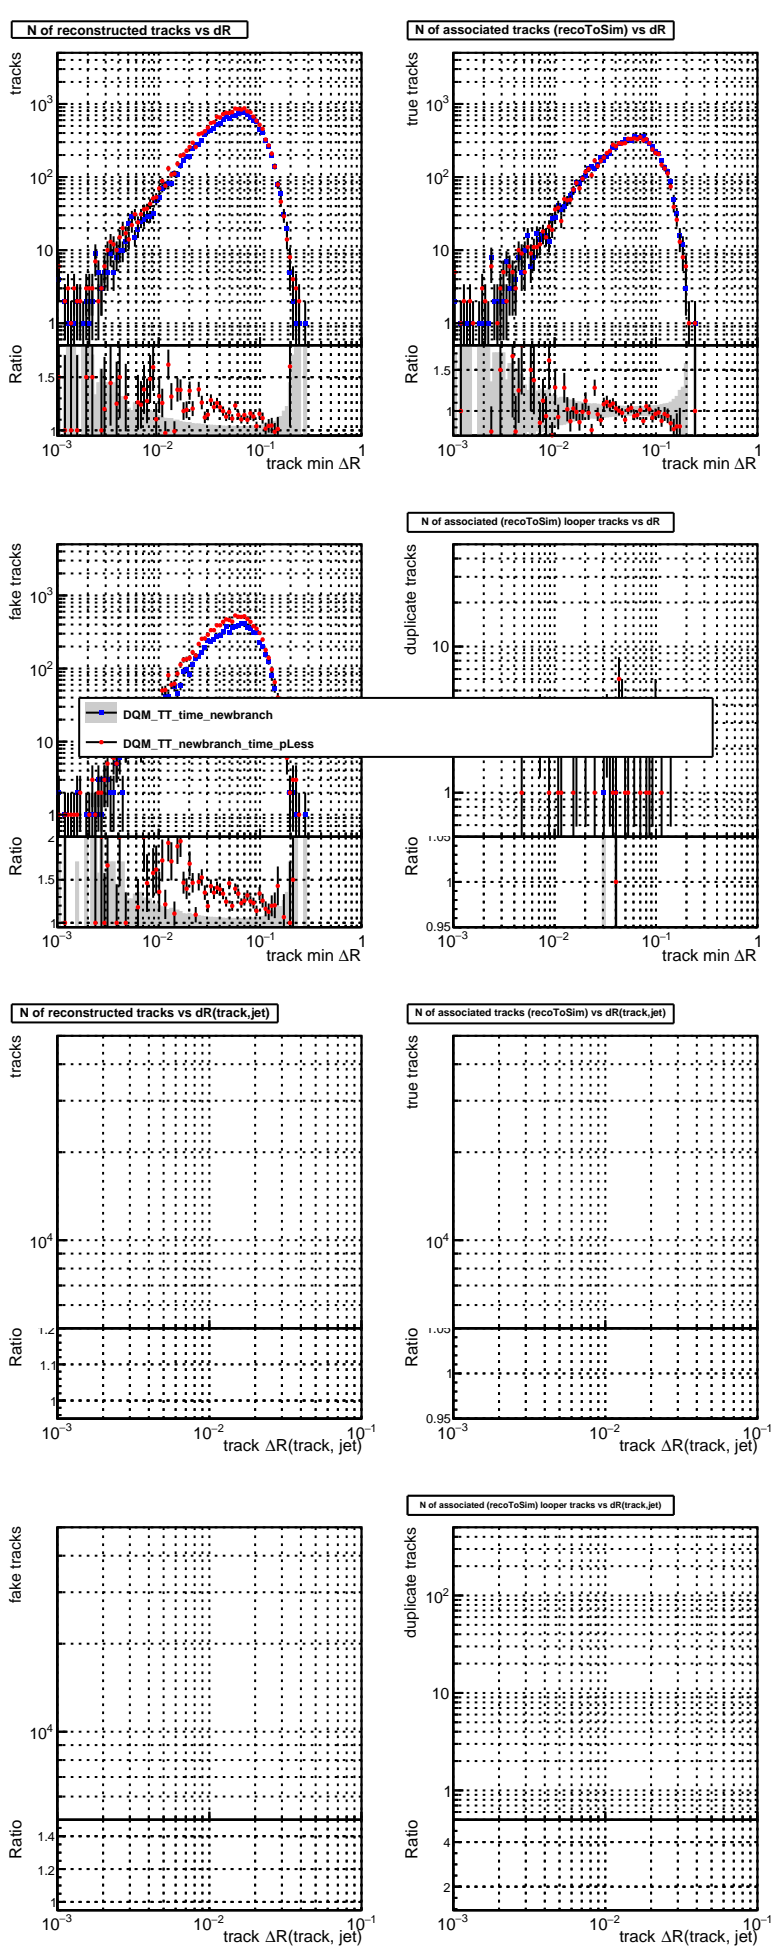 N of reconstructed tracks vs dR
tracks
10³
10²
10
1
Ratio
1.5
1
10⁻³
10⁻²
10⁻¹
1
track min ΔR
N of associated tracks (recoToSim) vs dR
true tracks
10³
10²
10
1
Ratio
1.5
1
10⁻³
10⁻²
10⁻¹
1
track min ΔR
fake tracks
10³
10²
10
1
Ratio
2
1.5
1
10⁻³
10⁻²
10⁻¹
1
track min ΔR
N of associated (recoToSim) looper tracks vs dR
duplicate tracks
10
1
Ratio
1.05
1
0.95
10⁻³
10⁻²
10⁻¹
1
track min ΔR
DQM_TT_time_newbranch
DQM_TT_newbranch_time_pLess
N of reconstructed tracks vs dR(track,jet)
tracks
10⁴
Ratio
1.2
1.1
1
10⁻³
10⁻²
10⁻¹
track ΔR(track, jet)
N of associated tracks (recoToSim) vs dR(track,jet)
true tracks
10⁴
Ratio
1.05
1
0.95
10⁻³
10⁻²
10⁻¹
track ΔR(track, jet)
fake tracks
10⁴
Ratio
1.4
1.2
1
10⁻³
10⁻²
10⁻¹
track ΔR(track, jet)
N of associated (recoToSim) looper tracks vs dR(track,jet)
duplicate tracks
10²
10
1
Ratio
4
2
10⁻³
10⁻²
10⁻¹
track ΔR(track, jet)